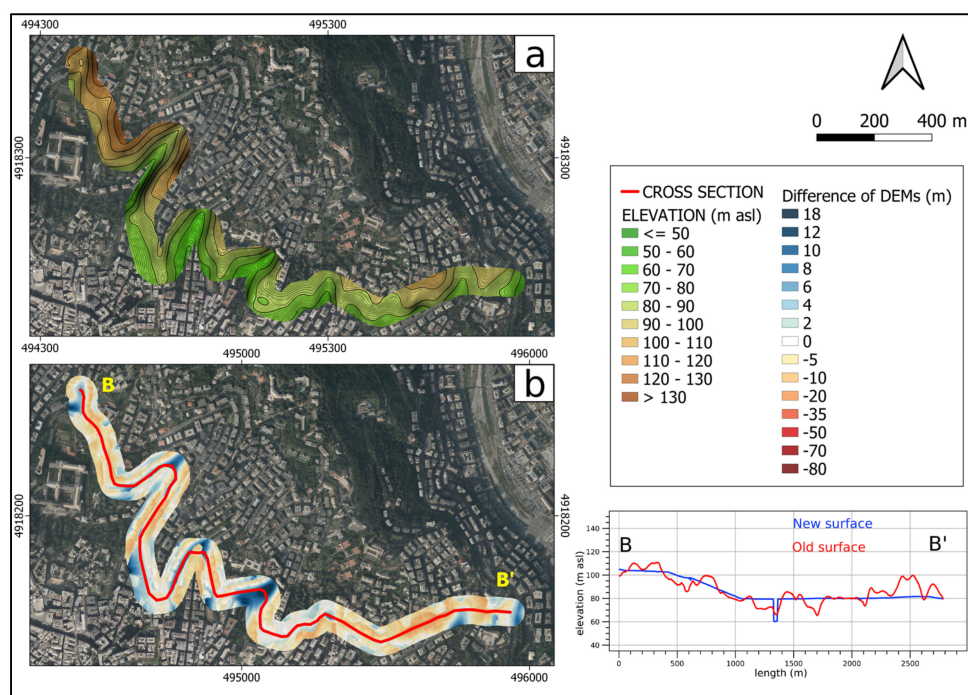 494300
495300
a
4918300
4918300
494300
495000
495300
496000
b
B
B'
4918200
4918200
495000
496000
0 200 400 m
CROSS SECTION
ELEVATION (m asl)
<= 50
50 - 60
60 - 70
70 - 80
80 - 90
90 - 100
100 - 110
110 - 120
120 - 130
> 130
Difference of DEMs (m)
18
12
10
8
6
4
2
0
-5
-10
-20
-35
-50
-70
-80
New surface
Old surface
B
B'
elevation (m asl)
140
120
100
80
60
40
0 500 1000 1500 2000 2500
length (m)